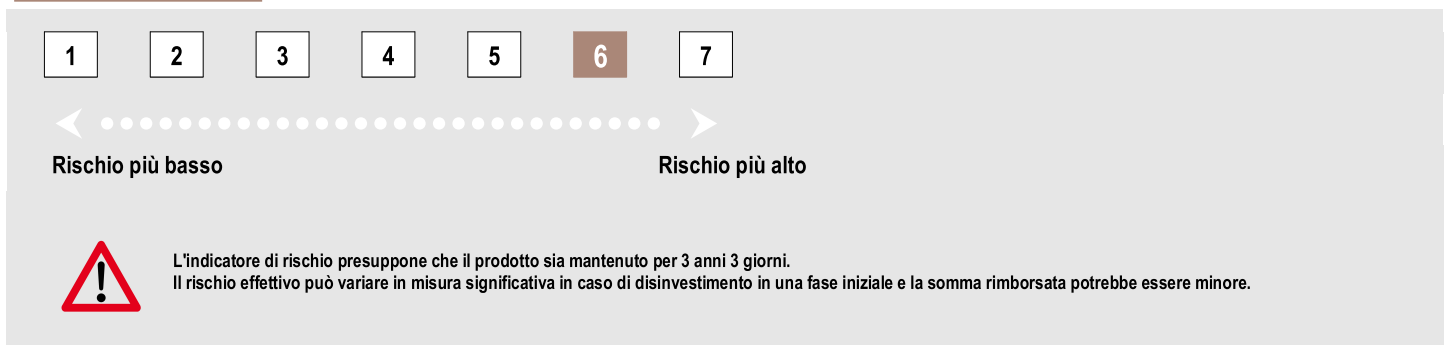 1 2 3 4 5 6 7
Rischio più basso Rischio più alto
L'indicatore di rischio presuppone che il prodotto sia mantenuto per 3 anni 3 giorni.
Il rischio effettivo può variare in misura significativa in caso di disinvestimento in una fase iniziale e la somma rimborsata potrebbe essere minore.